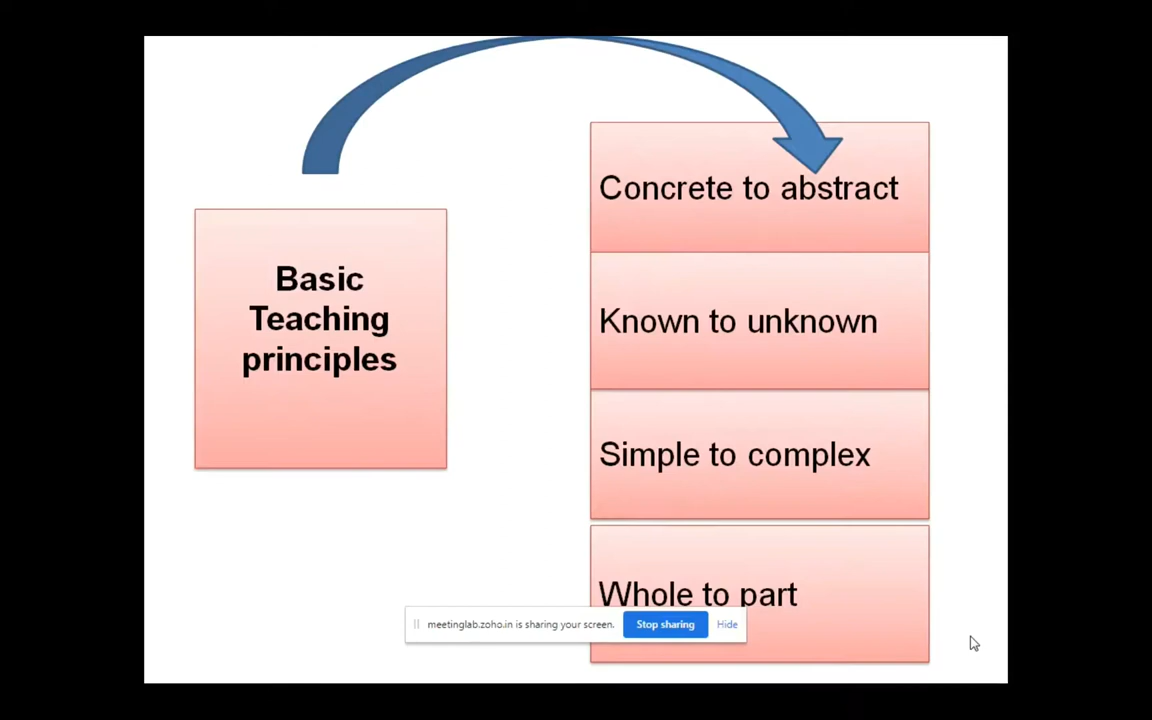 Basic
Teaching
principles
Concrete to abstract
Known to unknown
Simple to complex
Whole to part
meetinglab.zoho.in is sharing your screen. Stop sharing Hide